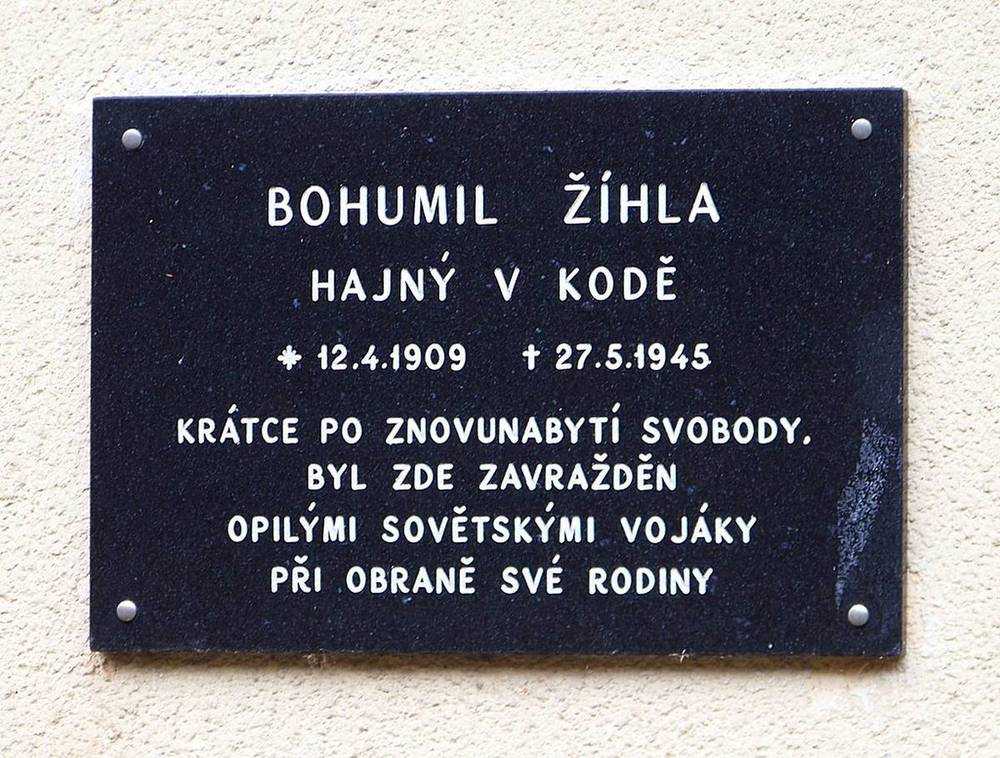 BOHUMIL ŽÍHLA
HAJNÝ V KODĚ
* 12.4.1909 † 27.5.1945
KRÁTCE PO ZNOVUNABYTÍ SVOBODY.
BYL ZDE ZAVRAŽDĚN
OPILÝMI SOVĚTSKÝMI VOJÁKY
PŘI OBRANĚ SVÉ RODINY